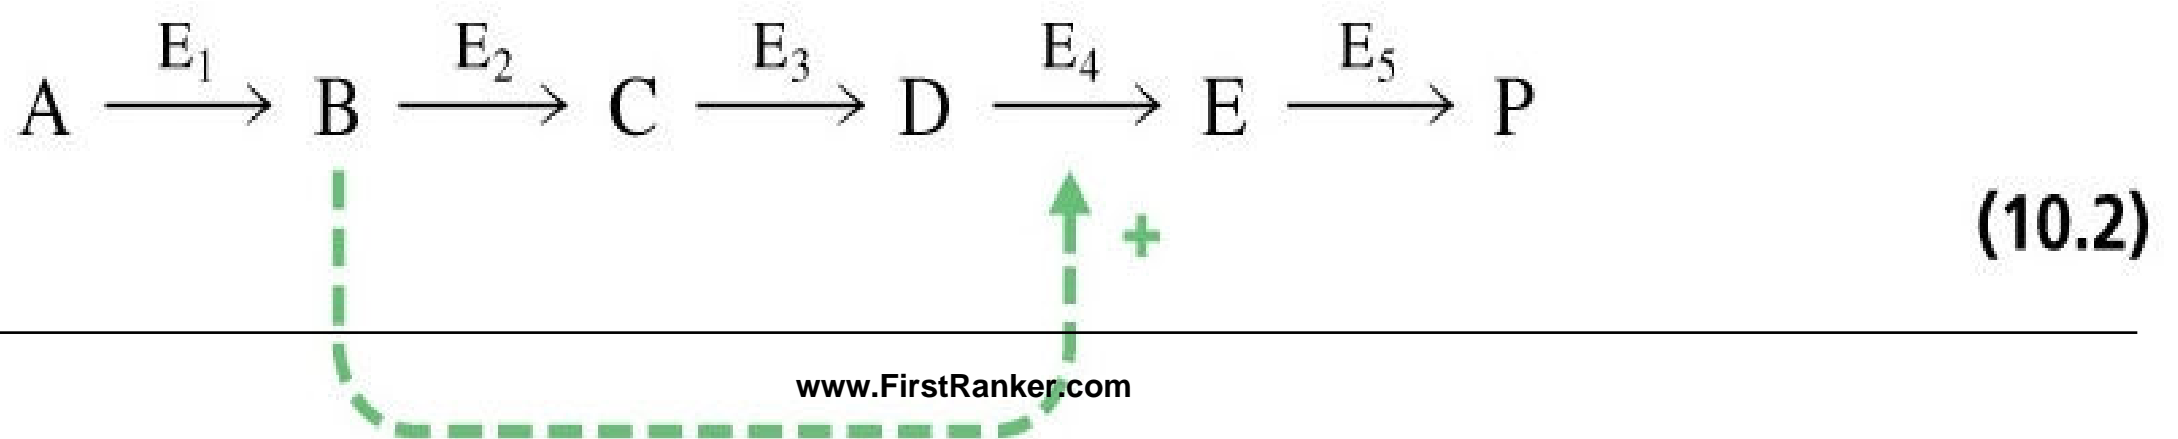 E₁ E₂ E₃ E₄ E₅
A → B → C → D → E → P
+
(10.2)
www.FirstRanker.com